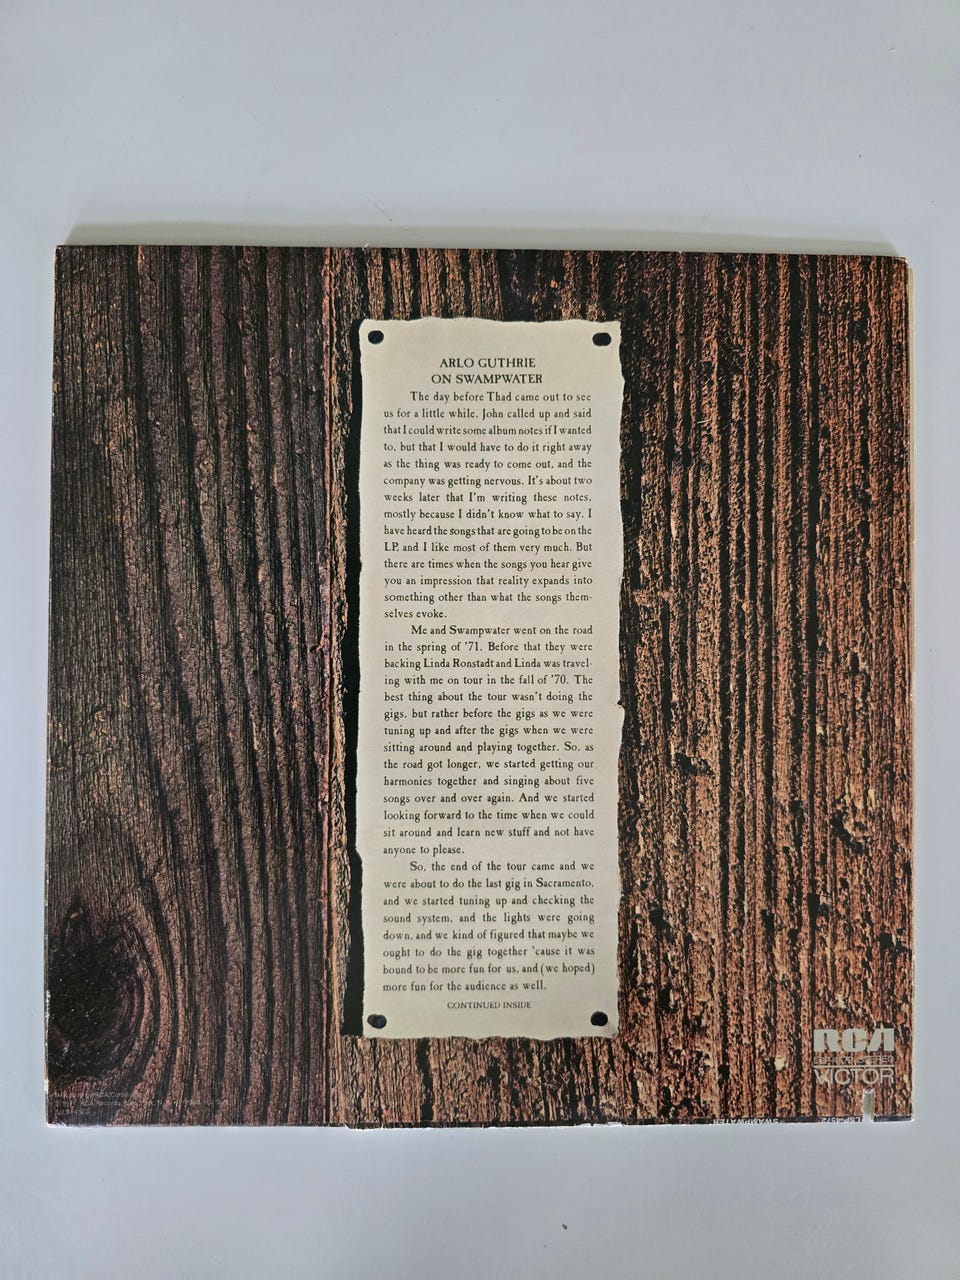 ARLO GUTHRIE
ON SWAMPWATER
The day before Thad came out to see
us for a little while, John called up and said
that I could write some album notes if I wanted
to, but that I would have to do it right away
as the thing was ready to come out, and the
company was getting nervous. It's about two
weeks later that I'm writing these notes,
mostly because I didn't know what to say. I
have heard the songs that are going to be on the
LP, and I like most of them very much. But
there are times when the songs you hear give
you an impression that reality expands into
something other than what the songs them-
selves evoke.
Me and Swampwater went on the road
in the spring of '71. Before that they were
backing Linda Ronstadt and Linda was travel-
ing with me on tour in the fall of '70. The
best thing about the tour wasn't doing the
gigs, but rather before the gigs as we were
tuning up and after the gigs when we were
sitting around and playing together. So, as
the road got longer, we started getting our
harmonies together and singing about five
songs over and over again. And we started
looking forward to the time when we could
sit around and learn new stuff and not have
anyone to please.
So, the end of the tour came and we
were about to do the last gig in Sacramento,
and we started tuning up and checking the
sound system, and the lights were going
down, and we kind of figured that maybe we
ought to do the gig together 'cause it was
bound to be more fun for us, and (we hoped)
more fun for the audience as well.
CONTINUED INSIDE
RCA
VICTOR
SWAMPWATER LSP-4572